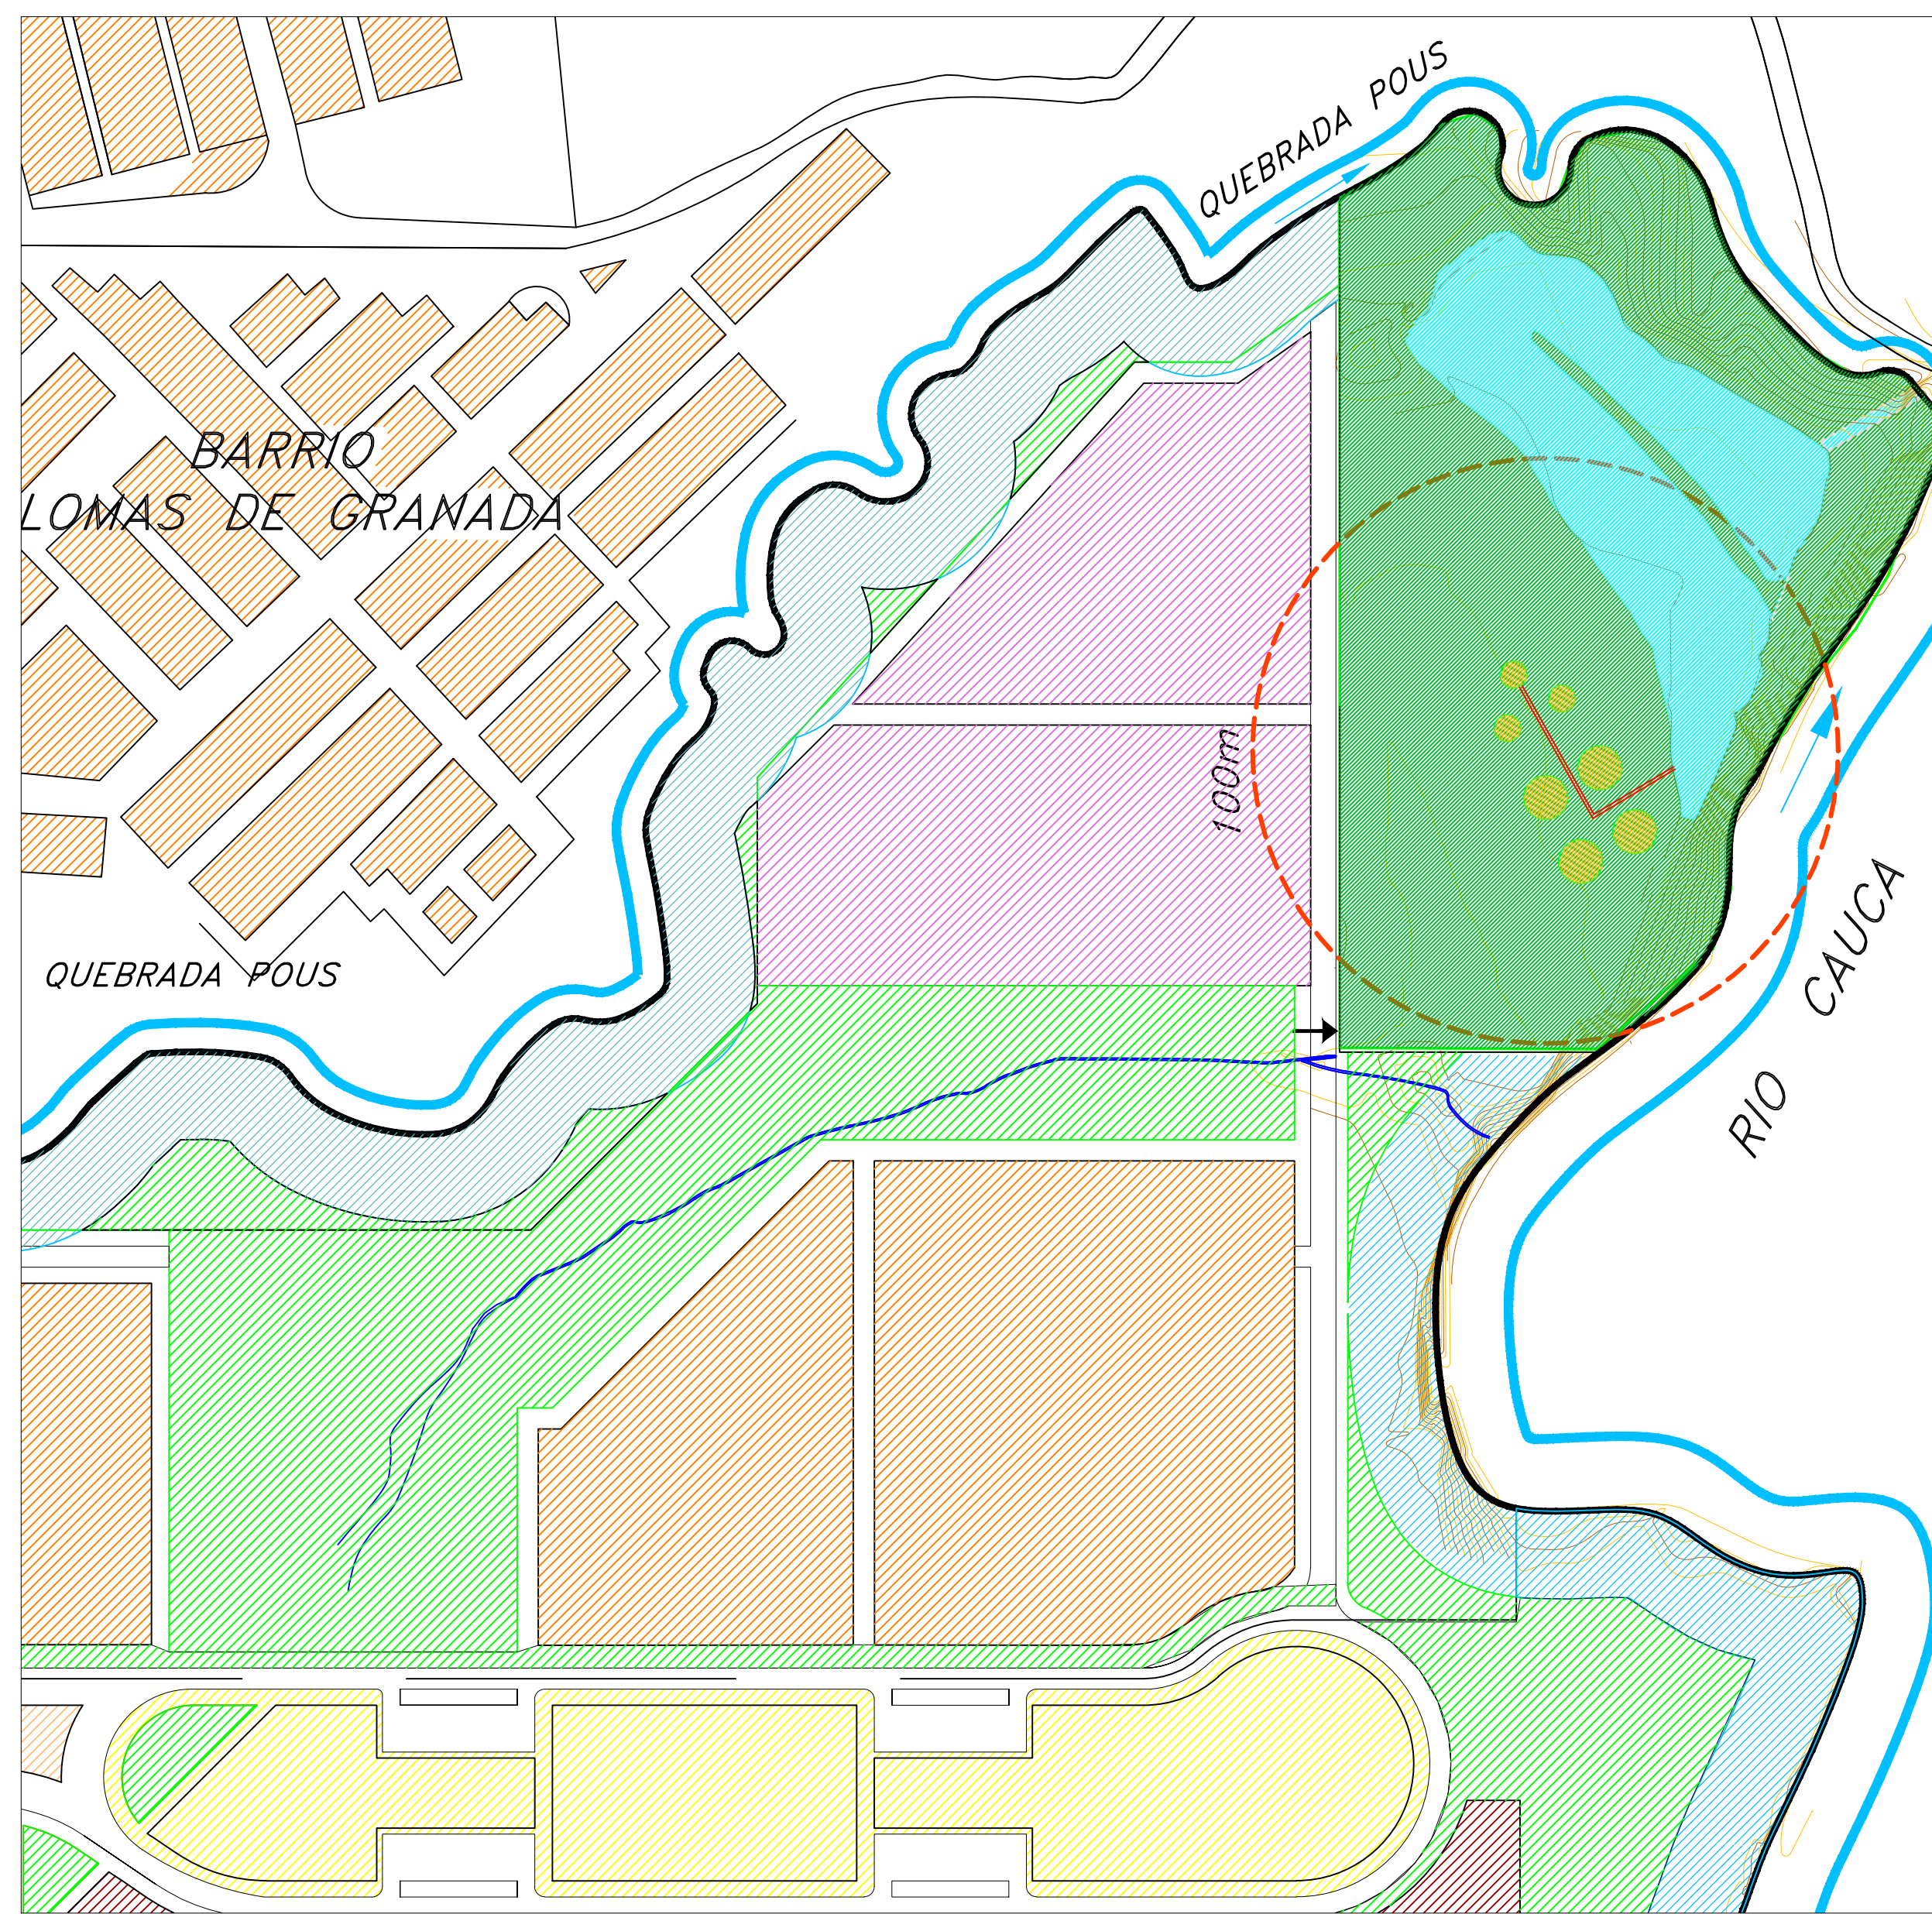 QUEBRADA POUS
BARRIO
LOMAS DE GRANADA
100m
QUEBRADA POUS
RIO CAUCA